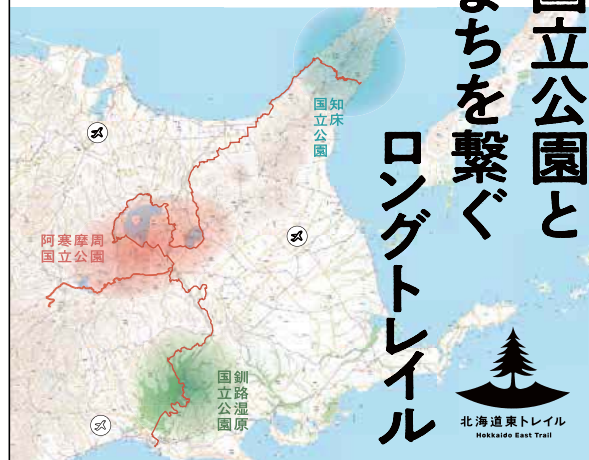 国立公園と
まちを繋ぐ
ロングトレイル
知床
国立公園
阿寒摩周
国立公園
釧路湿原
国立公園
北海道東トレイル
Hokkaido East Trail